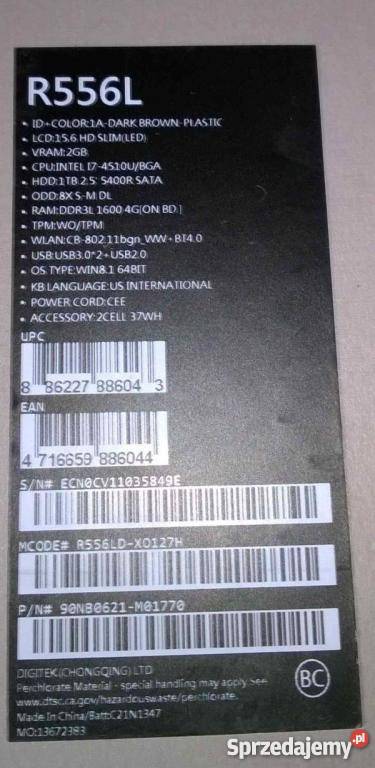 R556L
• ID+COLOR:1A-DARK BROWN-PLASTIC
• LCD:15.6 HD SLIM(LED)
• VRAM:2GB
• CPU:INTEL I7-4510U/BGA
• HDD:1TB 2.5' 5400R SATA
• ODD:8X S-M DL
• RAM:DDR3L 1600 4G(ON BD.)
• TPM:WO/TPM
• WLAN:CB-802.11bgn_WW+BT4.0
• USB:USB3.0*2+USB2.0
• OS TYPE:WIN8.1 64BIT
• KB LANGUAGE:US INTERNATIONAL
• POWER CORD:CEE
• ACCESSORY:2CELL 37WH
UPC
8 86227 88604 3
EAN
4 716659 886044
S/N# ECN0CV11035849E
MCODE# R556LD-XO127H
P/N# 90NB0621-M01770
DIGITEK (CHONGQING) LTD
Perchlorate Material - special handling may apply. See
www.dtsc.ca.gov/hazardouswaste/perchlorate.
Made In China/Batt:C21N1347
MO:13672383
BC
Sprzedajemy.pl